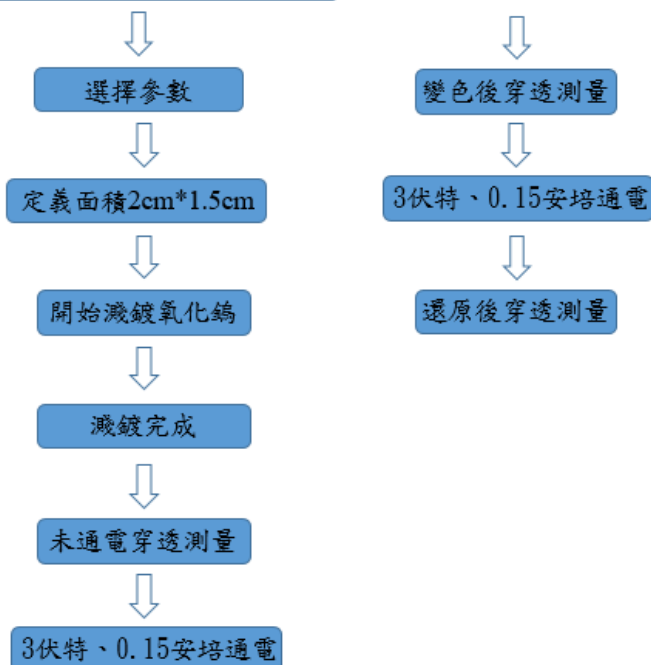 選擇參數
定義面積2cm*1.5cm
開始濺鍍氧化鎢
濺鍍完成
未通電穿透測量
3伏特、0.15安培通電
變色後穿透測量
3伏特、0.15安培通電
還原後穿透測量